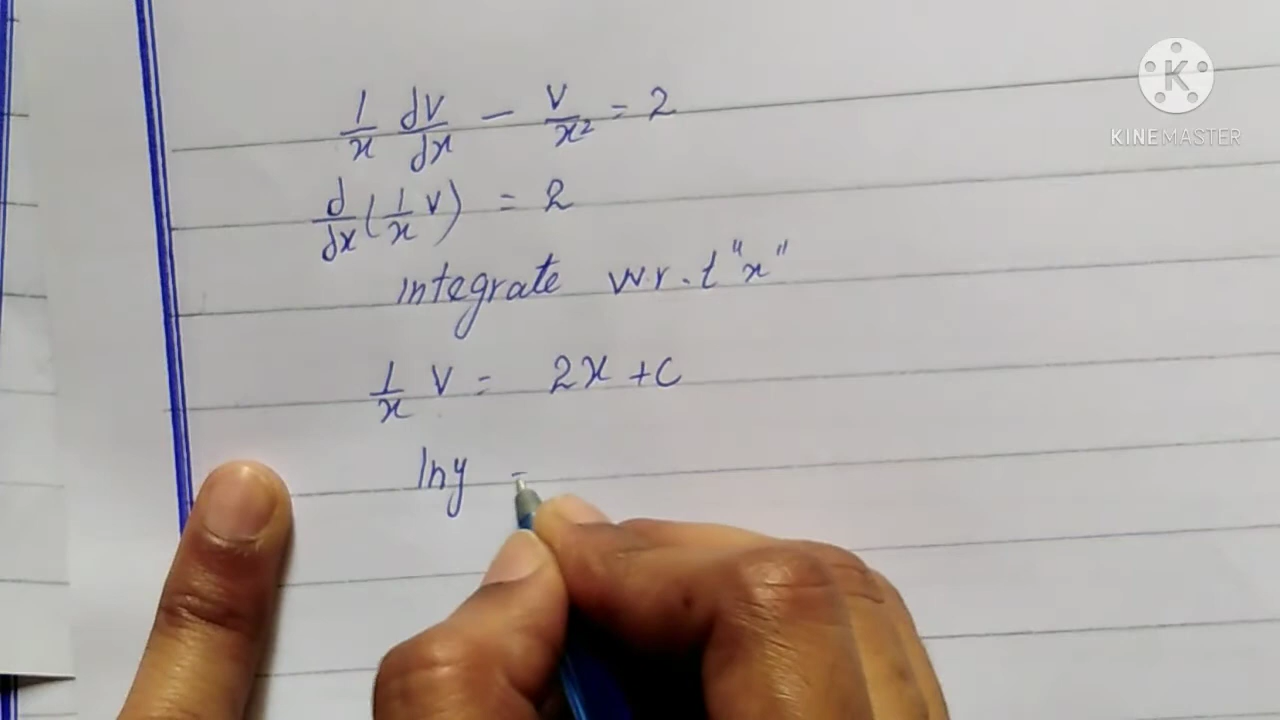 1/x dV/dx - V/x² = 2
d/dx (1/x V) = 2
integrate w.r.t "x"
1/x V = 2x + c
lny =
K
KINEMASTER